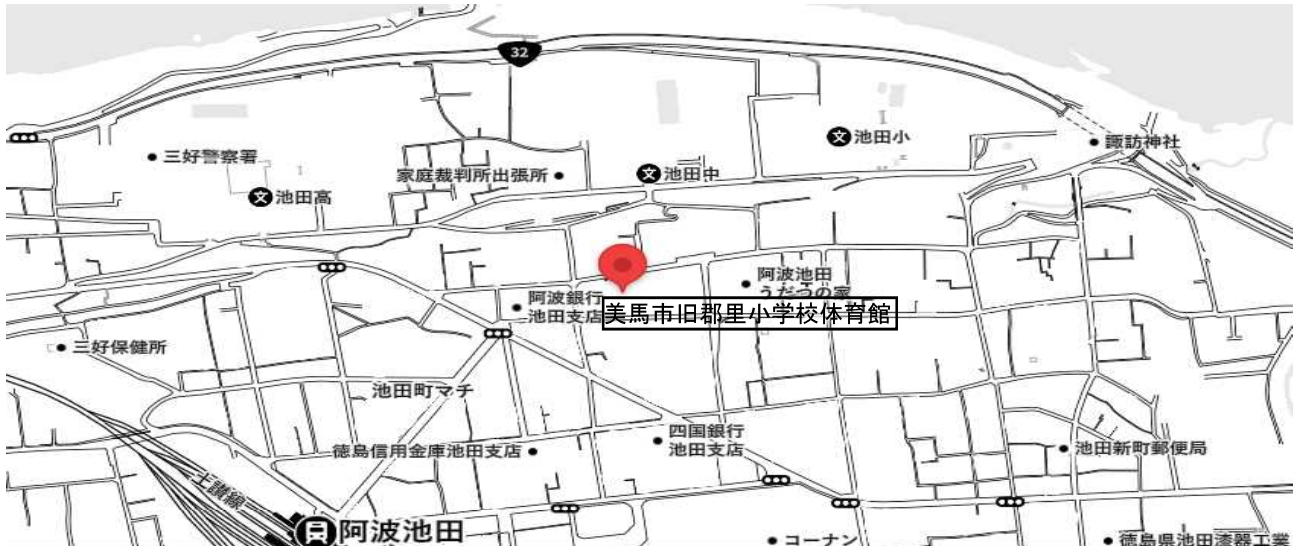 32
文 池田小
諏訪神社
三好警察署
家庭裁判所出張所
文 池田中
文 池田高
阿波池田
うだつの家
阿波銀行
池田支店
美馬市旧郡里小学校体育館
三好保健所
池田町マチ
四国銀行
池田支店
徳島信用金庫池田支店
池田新町郵便局
土讃線
阿波池田
コーナン
徳島県池田漆器工業